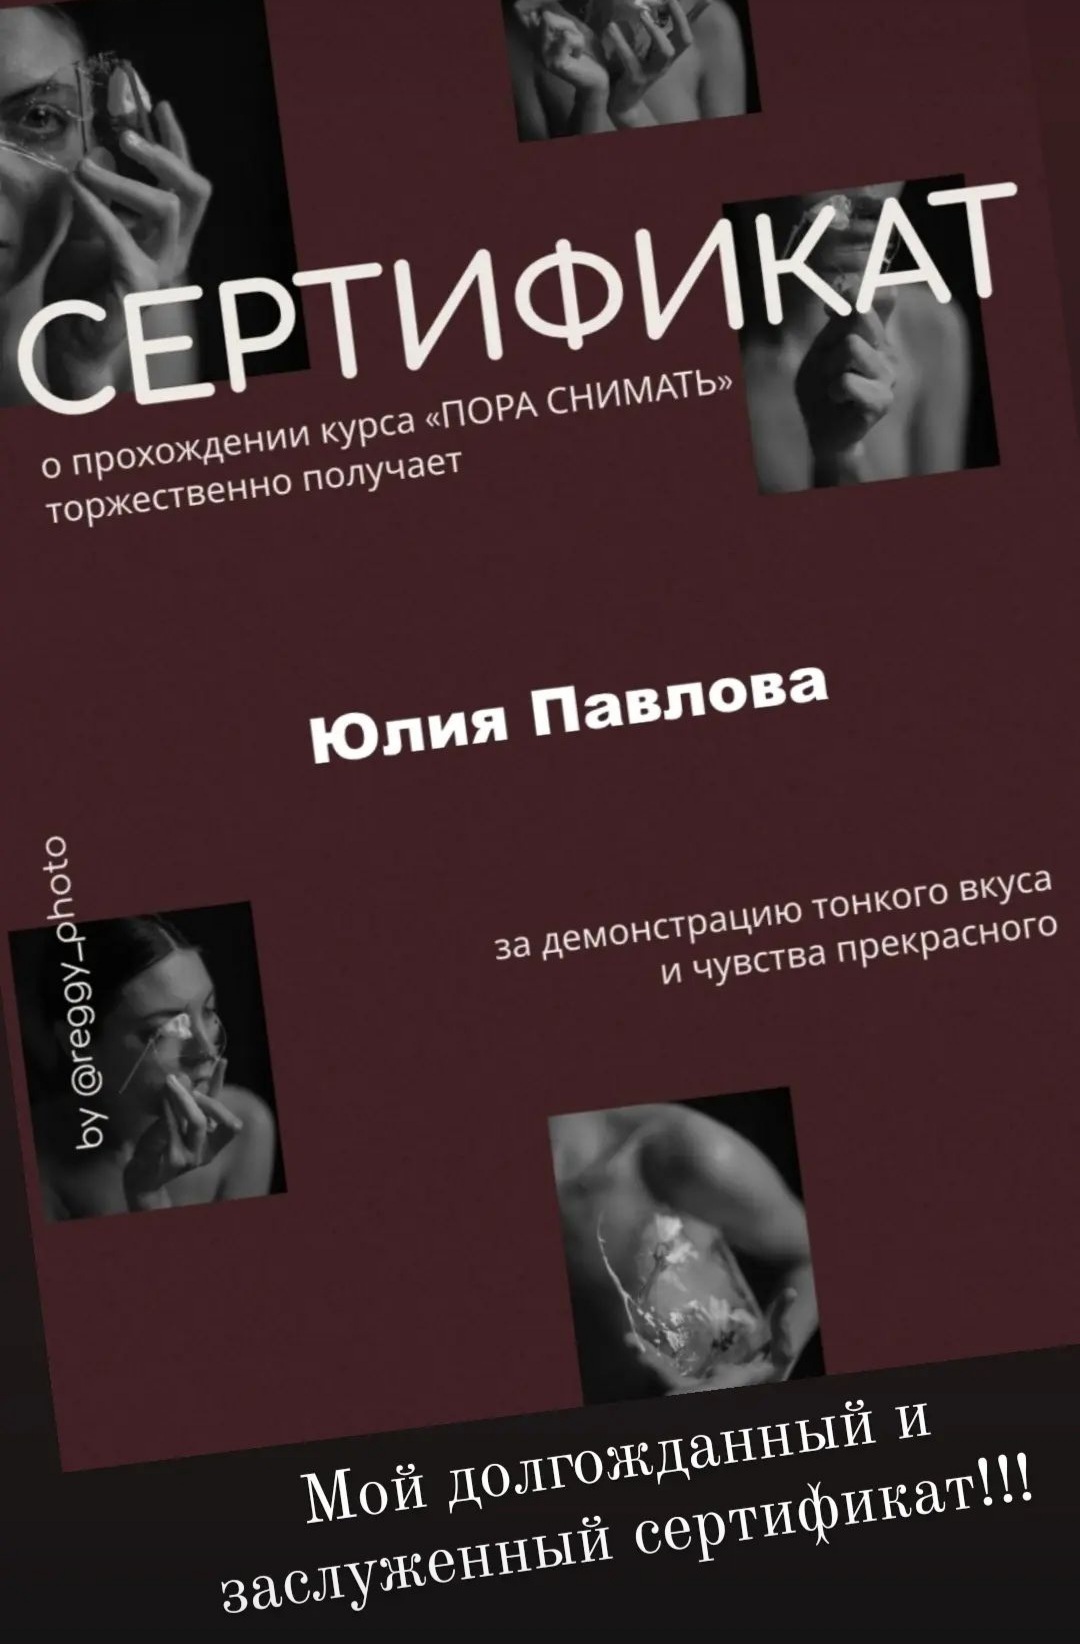 СЕРТИФИКАТ
о прохождении курса «ПОРА СНИМАТЬ»
торжественно получает
Юлия Павлова
за демонстрацию тонкого вкуса
и чувства прекрасного
by @reggy_photo
Мой долгожданный и
заслуженный сертификат!!!